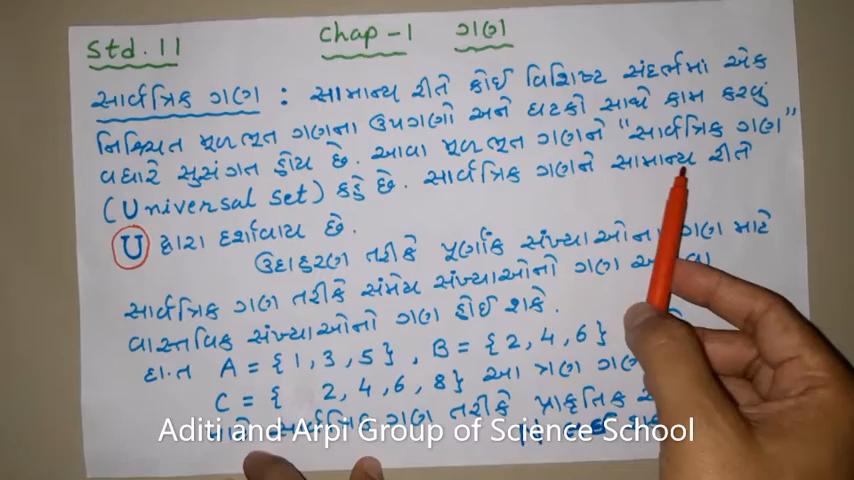 Std. 11 Chap-1 ગણ
સાર્વત્રિક ગણ : સામાન્ય રીતે કોઈ વિશિષ્ટ સંદર્ભમાં એક
નિશ્ચિત મૂળભૂત ગણના ઉપગણો અને ઘટકો સાથે કામ કરવું
વધારે સુસંગત હોય છે. આવા મૂળભૂત ગણને "સાર્વત્રિક ગણ"
(Universal set) કહે છે. સાર્વત્રિક ગણને સામાન્ય રીતે
U દ્વારા દર્શાવાય છે.
ઉદાહરણ તરીકે પૂર્ણાંક સંખ્યાઓના ગણ માટે
સાર્વત્રિક ગણ તરીકે સંમેય સંખ્યાઓનો ગણ
વાસ્તવિક સંખ્યાઓનો ગણ હોઈ શકે.
દા.ત A = {1, 3, 5} , B = {2, 4, 6}
C = { 2, 4, 6, 8} આ ત્રણ ગણ
સાર્વત્રિક ગણ તરીકે પ્રાકૃતિક
Aditi and Arpi Group of Science School